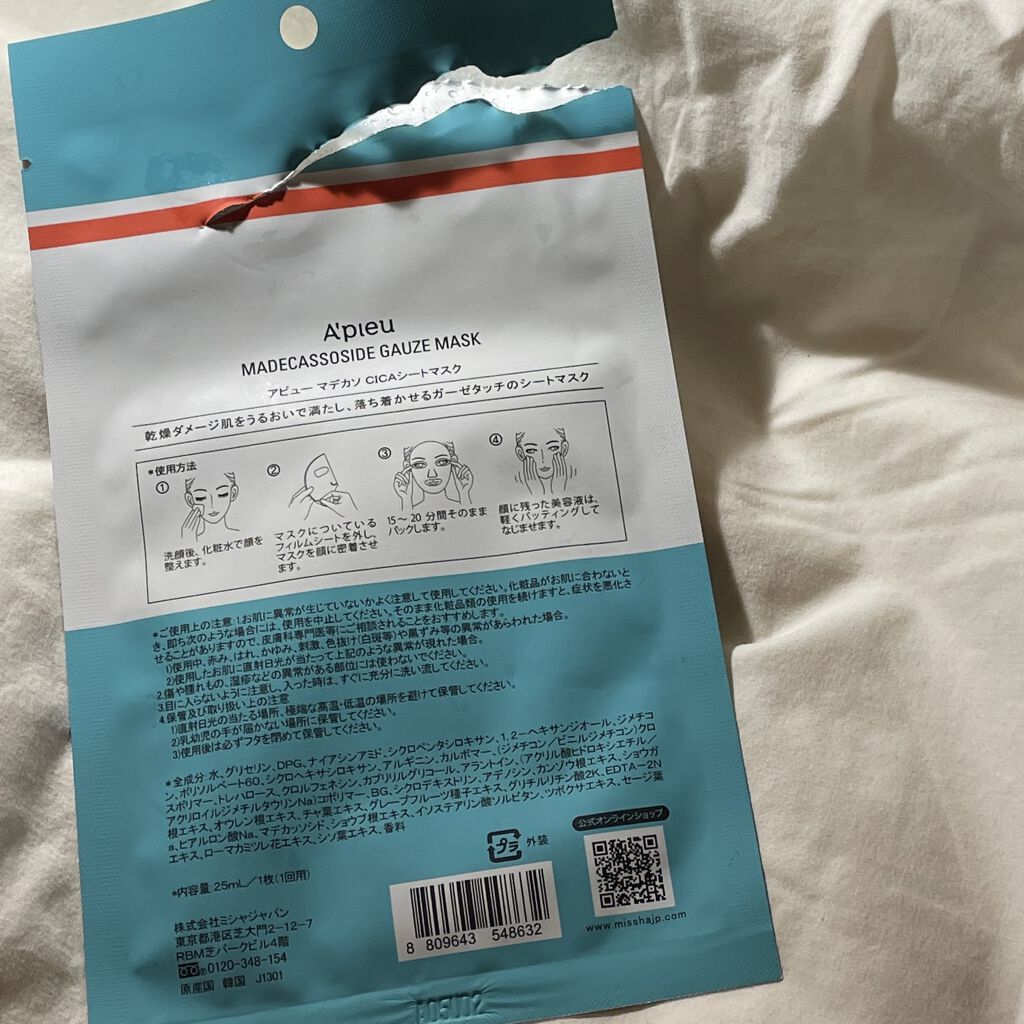 A'PIEU
MADECASSOSIDE GAUZE MASK
アピュー マデカソ CICAシートマスク
乾燥ダメージ肌をうるおいで満たし、落ち着かせるガーゼタッチのシートマスク
*使用方法
①
洗顔後、化粧水で顔を
整えます。
②
マスクについている
フィルムシートを外し、
マスクを顔に密着させ
ます。
③
15～20 分間そのまま
パックします。
④
顔に残った美容液は、
軽くパッティングして
なじませます。
*ご使用上の注意 1.お肌に異常が生じていないかよく注意して使用してください。化粧品がお肌に合わないと
き、即ち次のような場合には、使用を中止してください。そのまま化粧品類の使用を続けますと、症状を悪化さ
せることがありますので、皮膚科専門医等にご相談されることをおすすめします。
1)使用中、赤み、はれ、かゆみ、刺激、色抜け(白斑等)や黒ずみ等の異常があらわれた場合。
2)使用したお肌に直射日光が当たって上記のような異常が現れた場合。
2.傷や腫れもの、湿疹などの異常がある部位には使わないでください。
3.目に入らないように注意し、入った時は、すぐに充分に洗い流してください。
4.保管及び取り扱い上の注意
1)直射日光の当たる場所、極端な高温・低温の場所を避けて保管してください。
2)乳幼児の手が届かない場所に保管してください。
3)使用後は必ずフタを閉めて保管してください。
*全成分:水、グリセリン、DPG、ナイアシンアミド、シクロペンタシロキサン、1,2-ヘキサンジオール、ジメチコ
ン、ポリソルベート60、シクロヘキサシロキサン、アルギニン、カルボマー、(ジメチコン/ビニルジメチコン)クロ
スポリマー、トレハロース、クロルフェネシン、カプリリルグリコール、アラントイン、(アクリル酸ヒドロキシエチル/
アクリロイルジメチルタウリンNa)コポリマー、BG、シクロデキストリン、アデノシン、カンゾウ根エキス、ショウガ
根エキス、オウレン根エキス、チャ葉エキス、グレープフルーツ種子エキス、グリチルリチン酸2K、EDTA-2N
a、ヒアルロン酸Na、マデカッソシド、ショウブ根エキス、イソステアリン酸ソルビタン、ツボクサエキス、セージ葉
エキス、ローマカミツレ花エキス、シソ葉エキス、香料
*内容量 25mL/1枚(1回用)
プラ 外装
公式オンラインショップ
www.misshajp.com
8 809643 548632
株式会社ミシャジャパン
東京都港区芝大門2-12-7
RBM芝パークビル4階
0120-348-154
原産国 韓国 J1301